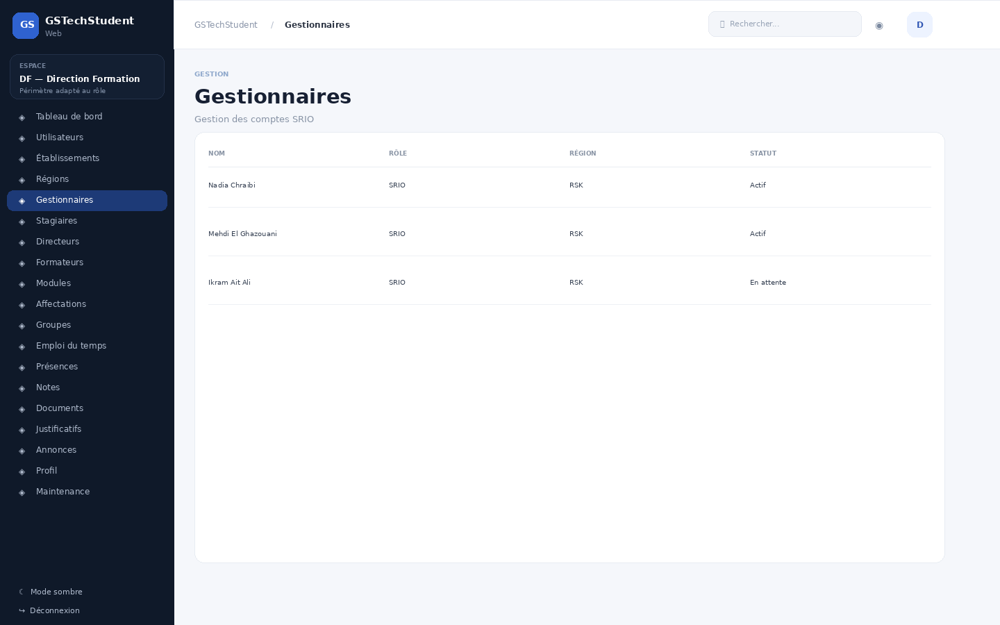 GS
GSTechStudent
Web
ESPACE
DF — Direction Formation
Périmètre adapté au rôle
Tableau de bord
Utilisateurs
Établissements
Régions
Gestionnaires
Stagiaires
Directeurs
Formateurs
Modules
Affectations
Groupes
Emploi du temps
Présences
Notes
Documents
Justificatifs
Annonces
Profil
Maintenance
Mode sombre
Déconnexion
GSTechStudent / Gestionnaires
Rechercher...
D
GESTION
Gestionnaires
Gestion des comptes SRIO
NOM RÔLE RÉGION STATUT
Nadia Chraibi SRIO RSK Actif
Mehdi El Ghazouani SRIO RSK Actif
Ikram Ait Ali SRIO RSK En attente